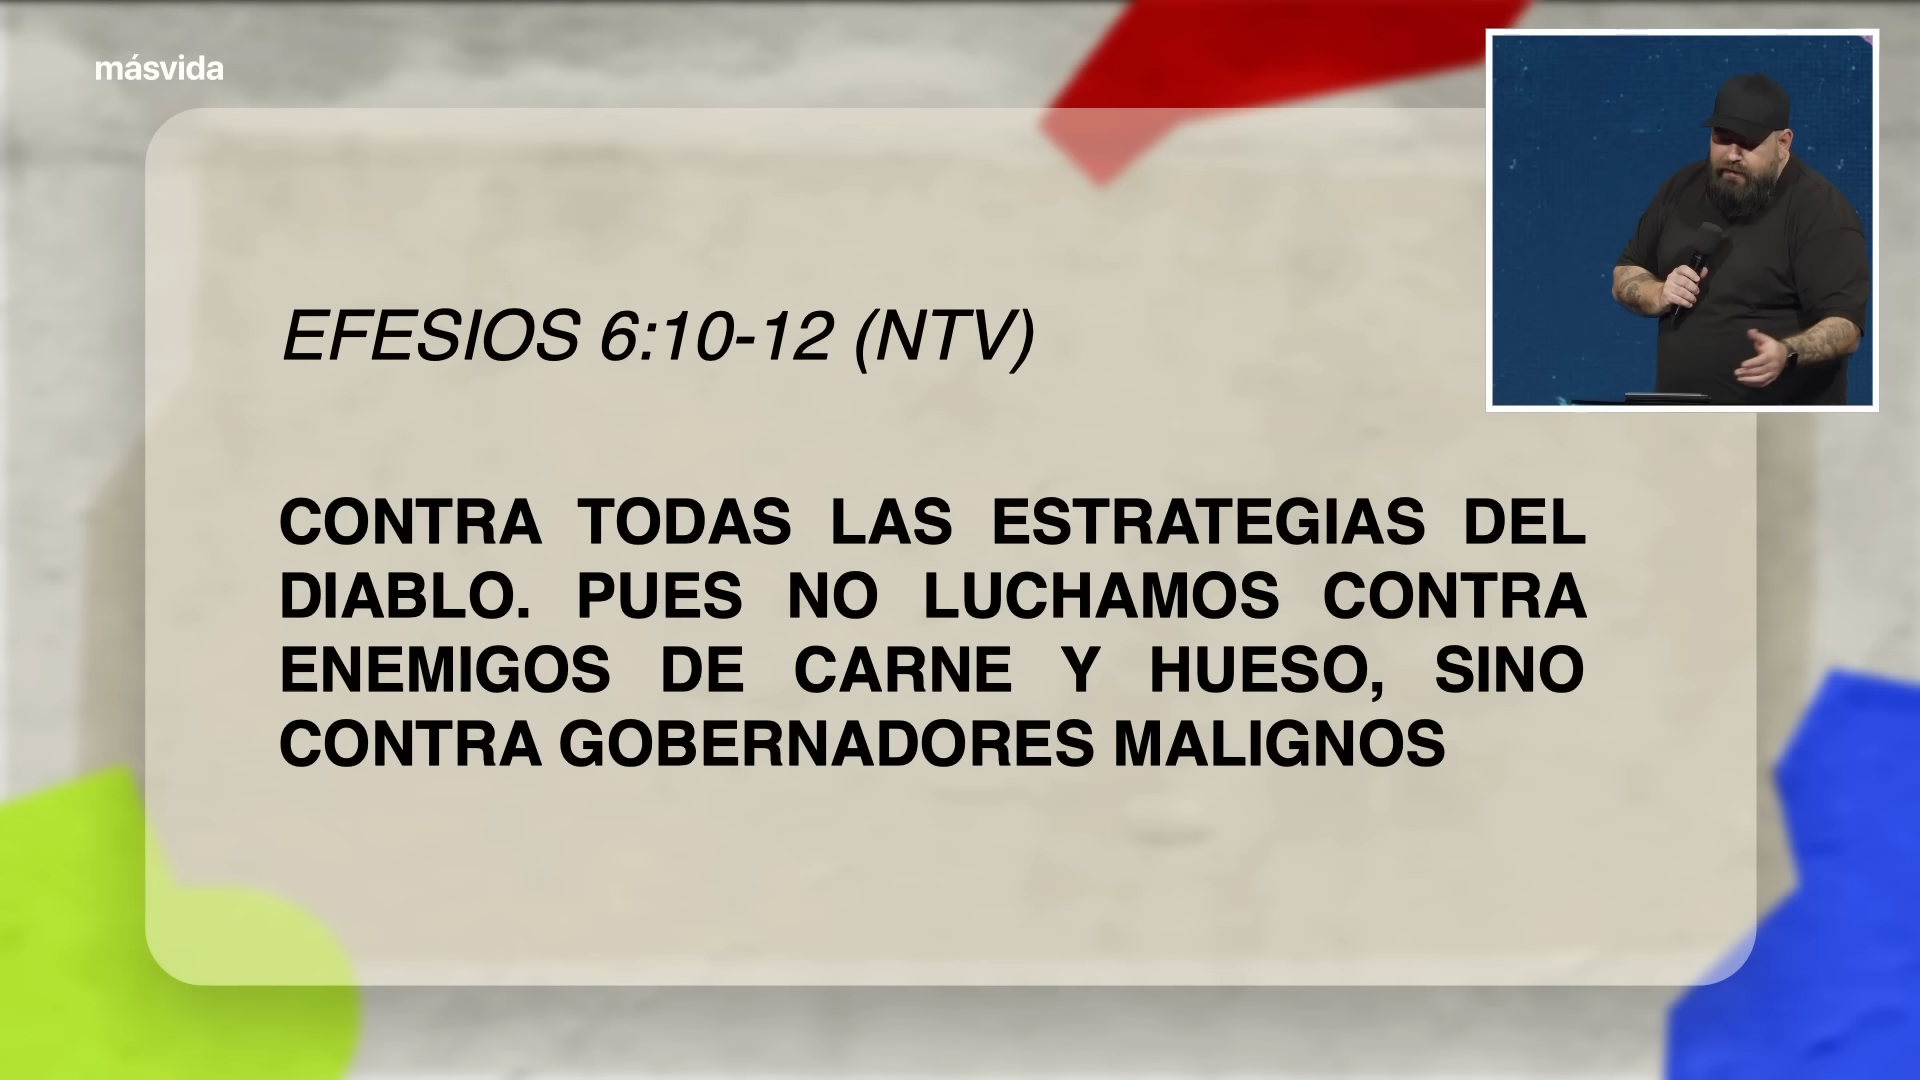 másvida
EFESIOS 6:10-12 (NTV)
CONTRA TODAS LAS ESTRATEGIAS DEL
DIABLO. PUES NO LUCHAMOS CONTRA
ENEMIGOS DE CARNE Y HUESO, SINO
CONTRA GOBERNADORES MALIGNOS